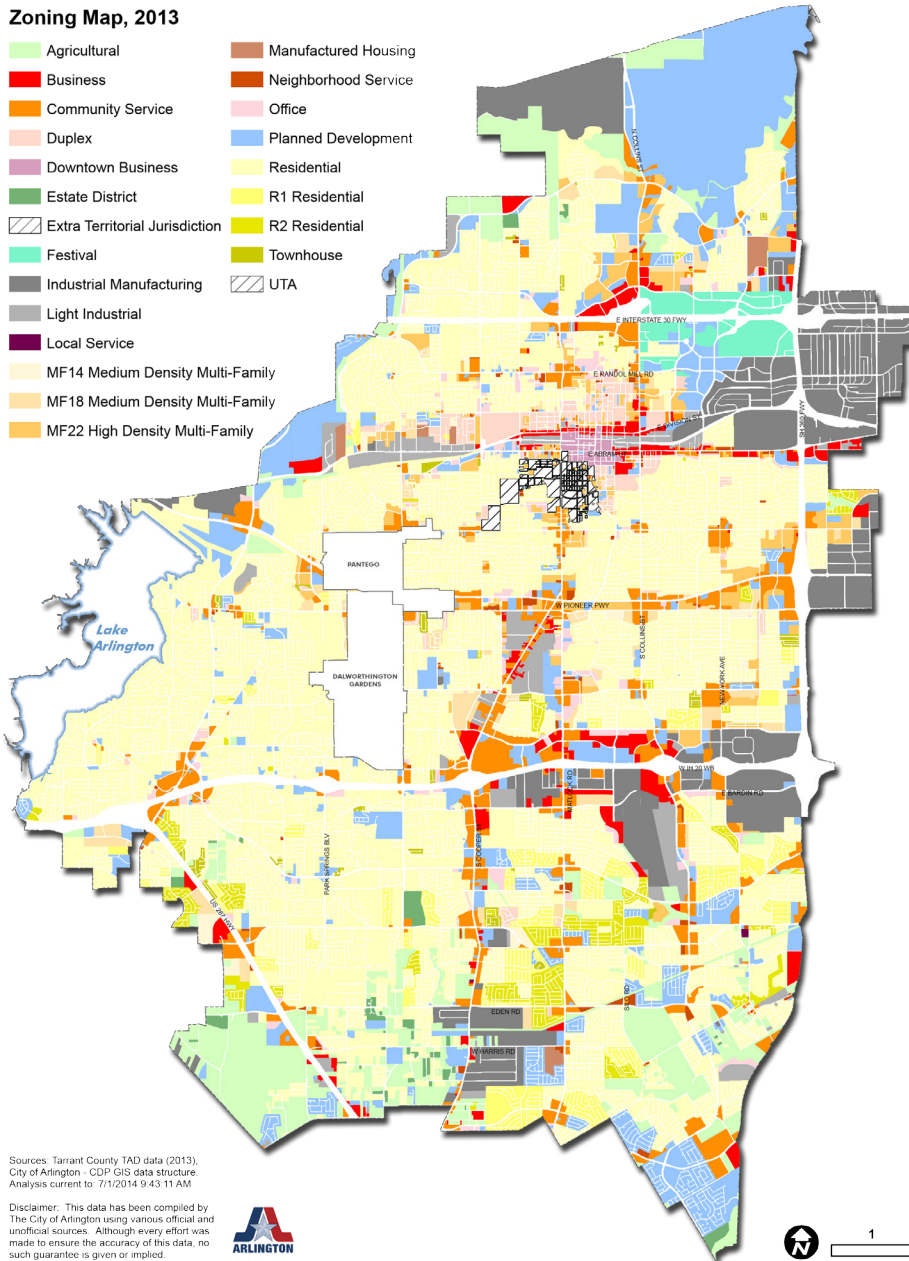 Zoning Map, 2013
Agricultural
Business
Community Service
Duplex
Downtown Business
Estate District
Extra Territorial Jurisdiction
Festival
Industrial Manufacturing
Light Industrial
Local Service
MF14 Medium Density Multi-Family
MF18 Medium Density Multi-Family
MF22 High Density Multi-Family
Manufactured Housing
Neighborhood Service
Office
Planned Development
Residential
R1 Residential
R2 Residential
Townhouse
UTA
N COLLINS ST
E INTERSTATE 30 FWY
E RANDOL MILL RD
E DIVISION ST
SH 360 FWY
E ABRAM ST
PANTEGO
W PIONEER PWY
Lake
Arlington
S COLLINS ST
DALWORTHINGTON
GARDENS
NEW YORK AVE
W IH 20 WB
MATLOCK RD
E BARDIN RD
S COOPER ST
PARK SPRINGS BLV
US 287 HWY
EDEN RD
W HARRIS RD
Sources: Tarrant County TAD data (2013),
City of Arlington - CDP GIS data structure.
Analysis current to: 7/1/2014 9:43:11 AM
Disclaimer: This data has been compiled by
The City of Arlington using various official and
unofficial sources. Although every effort was
made to ensure the accuracy of this data, no
such guarantee is given or implied.
ARLINGTON
N
1